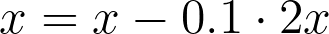 x = x − 0.1 · 2x